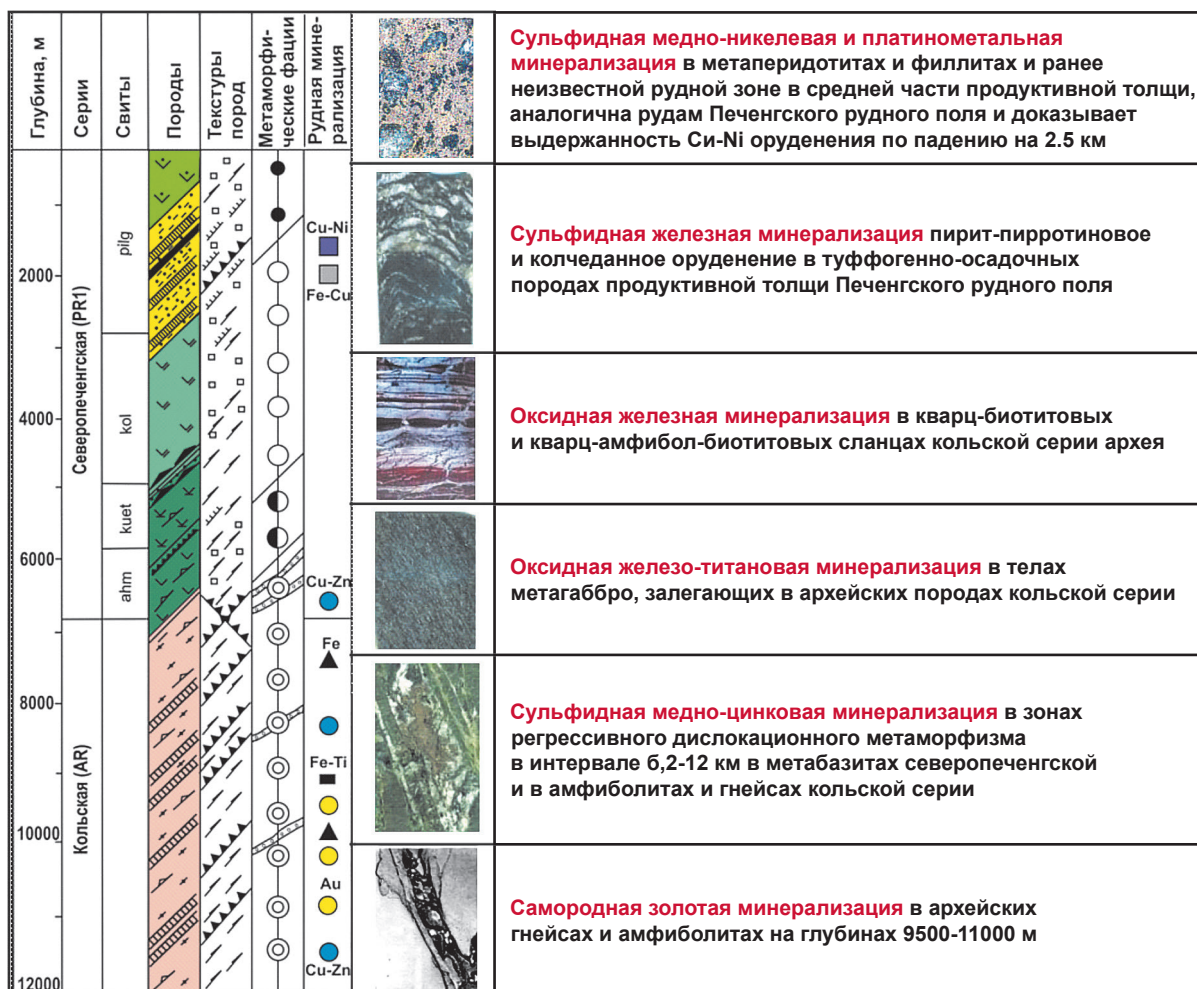 Глубина, м
Серии
Свиты
Породы
Текстуры
пород
Метаморфи-
ческие фации
Рудная мине-
рализация
2000
4000
6000
8000
10000
12000
Северопеченгская (PR1)
Кольская (AR)
pilg
kol
kuet
ahm
Cu-Ni
Fe-Cu
Cu-Zn
Fe
Fe-Ti
Au
Cu-Zn
Сульфидная медно-никелевая и платинометальная
минерализация в метаперидотитах и филлитах и ранее
неизвестной рудной зоне в средней части продуктивной толщи,
аналогична рудам Печенгского рудного поля и доказывает
выдержанность Си-Ni оруденения по падению на 2.5 км
Сульфидная железная минерализация пирит-пирротиновое
и колчеданное оруденение в туффогенно-осадочных
породах продуктивной толщи Печенгского рудного поля
Оксидная железная минерализация в кварц-биотитовых
и кварц-амфибол-биотитовых сланцах кольской серии архея
Оксидная железо-титановая минерализация в телах
метагаббро, залегающих в архейских породах кольской серии
Сульфидная медно-цинковая минерализация в зонах
регрессивного дислокационного метаморфизма
в интервале б,2-12 км в метабазитах северопеченгской
и в амфиболитах и гнейсах кольской серии
Самородная золотая минерализация в архейских
гнейсах и амфиболитах на глубинах 9500-11000 м